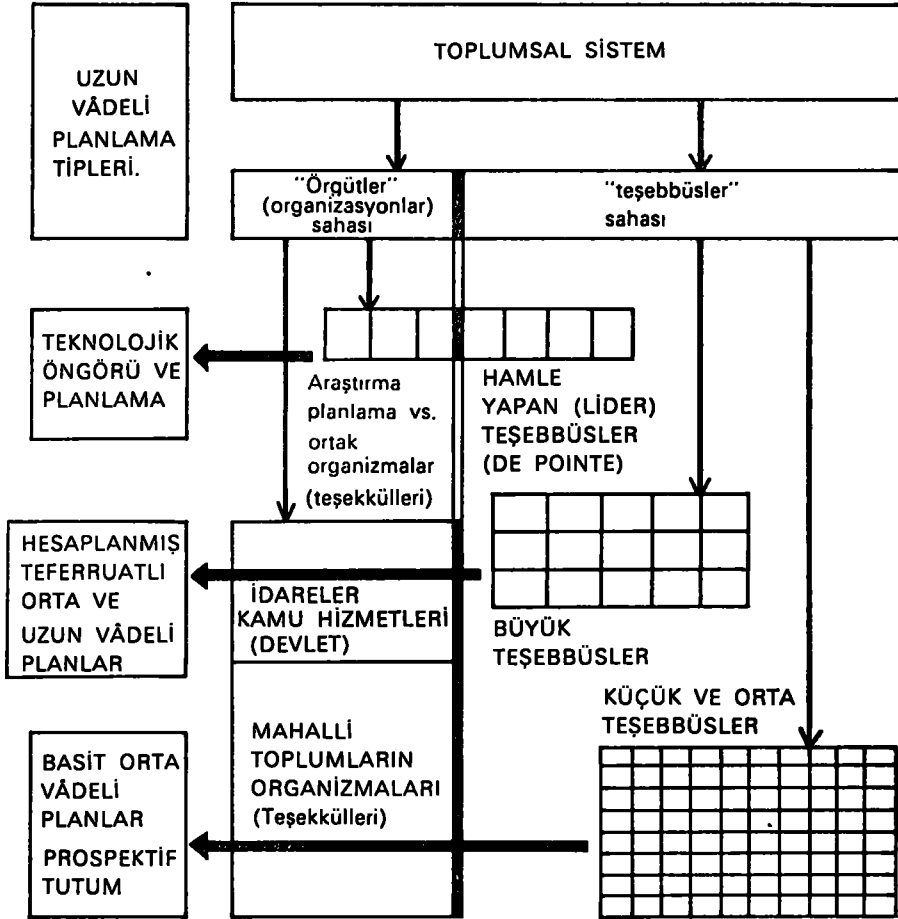 UZUN
VÂDELİ
PLANLAMA
TİPLERİ.
TOPLUMSAL SİSTEM
"Örgütler"
(organizasyonlar)
sahası
"teşebbüsler"
sahası
TEKNOLOJİK
ÖNGÖRÜ VE
PLANLAMA
Araştırma
planlama vs.
ortak
organizmalar
(teşekkülleri)
HAMLE
YAPAN (LİDER)
TEŞEBBÜSLER
(DE POINTE)
HESAPLANMIŞ
TEFERRUATLI
ORTA VE
UZUN VÂDELİ
PLANLAR
İDARELER
KAMU HİZMETLERİ
(DEVLET)
BÜYÜK
TEŞEBBÜSLER
KÜÇÜK VE ORTA
TEŞEBBÜSLER
BASİT ORTA
VÂDELİ
PLANLAR
PROSPEKTİF
TUTUM
MAHALLİ
TOPLUMLARIN
ORGANİZMALARI
(Teşekkülleri)